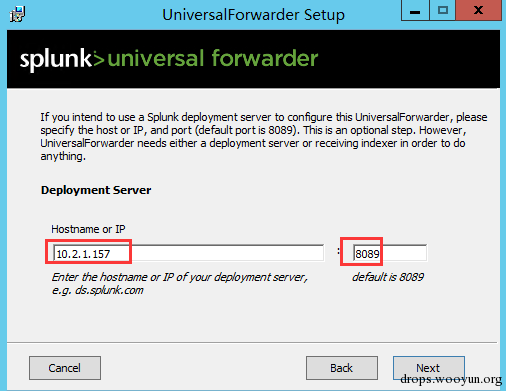 UniversalForwarder Setup
splunk>universal forwarder
If you intend to use a Splunk deployment server to configure this UniversalForwarder, please
specify the host or IP, and port (default port is 8089). This is an optional step. However,
UniversalForwarder needs either a deployment server or receiving indexer in order to do
anything.
Deployment Server
Hostname or IP
10.2.1.157 : 8089
Enter the hostname or IP of your deployment server, default is 8089
e.g. ds.splunk.com
Cancel Back Next
drops.wooyun.org